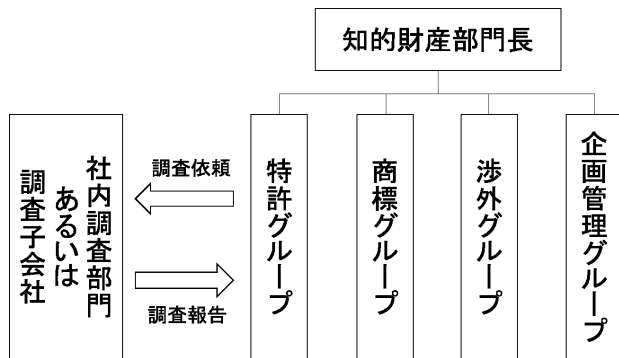 知的財産部門長
社内調査部門
あるいは
調査子会社
調査依頼
調査報告
特許グループ
商標グループ
渉外グループ
企画管理グループ